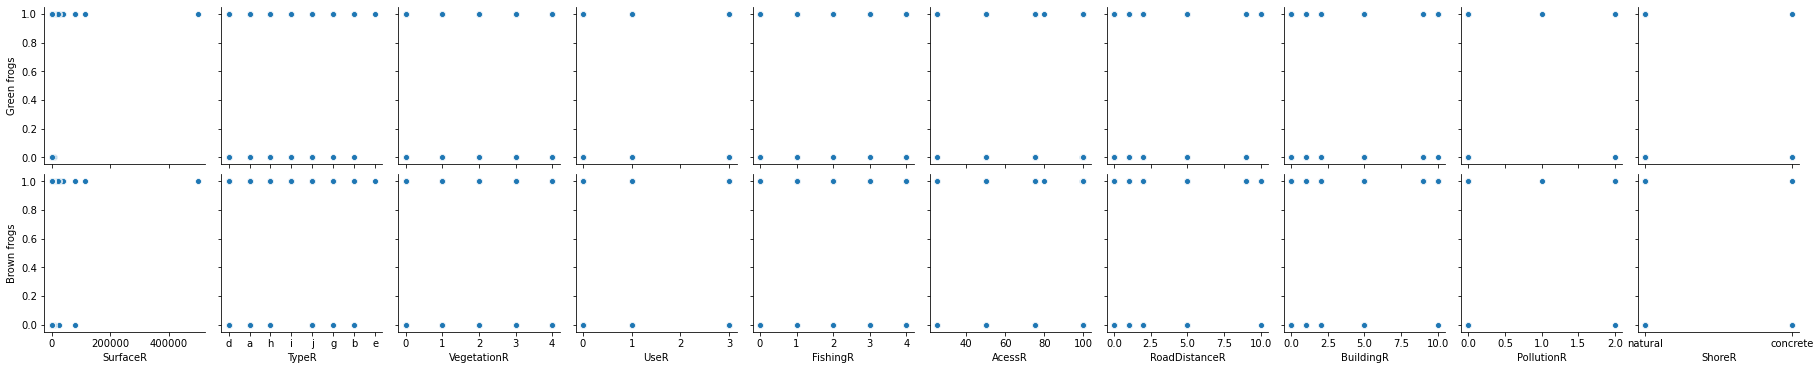 1.0
0.8
0.6
0.4
0.2
0.0
Green frogs
1.0
0.8
0.6
0.4
0.2
0.0
Brown frogs
0 200000 400000
d a h i j g b e
0 1 2 3 4
0 1 2 3
0 1 2 3 4
40 60 80 100
0.0 2.5 5.0 7.5 10.0
0.0 2.5 5.0 7.5 10.0
0.0 0.5 1.0 1.5 2.0
natural concrete
SurfaceR TypeR VegetationR UseR FishingR AcessR RoadDistanceR BuildingR PollutionR ShoreR